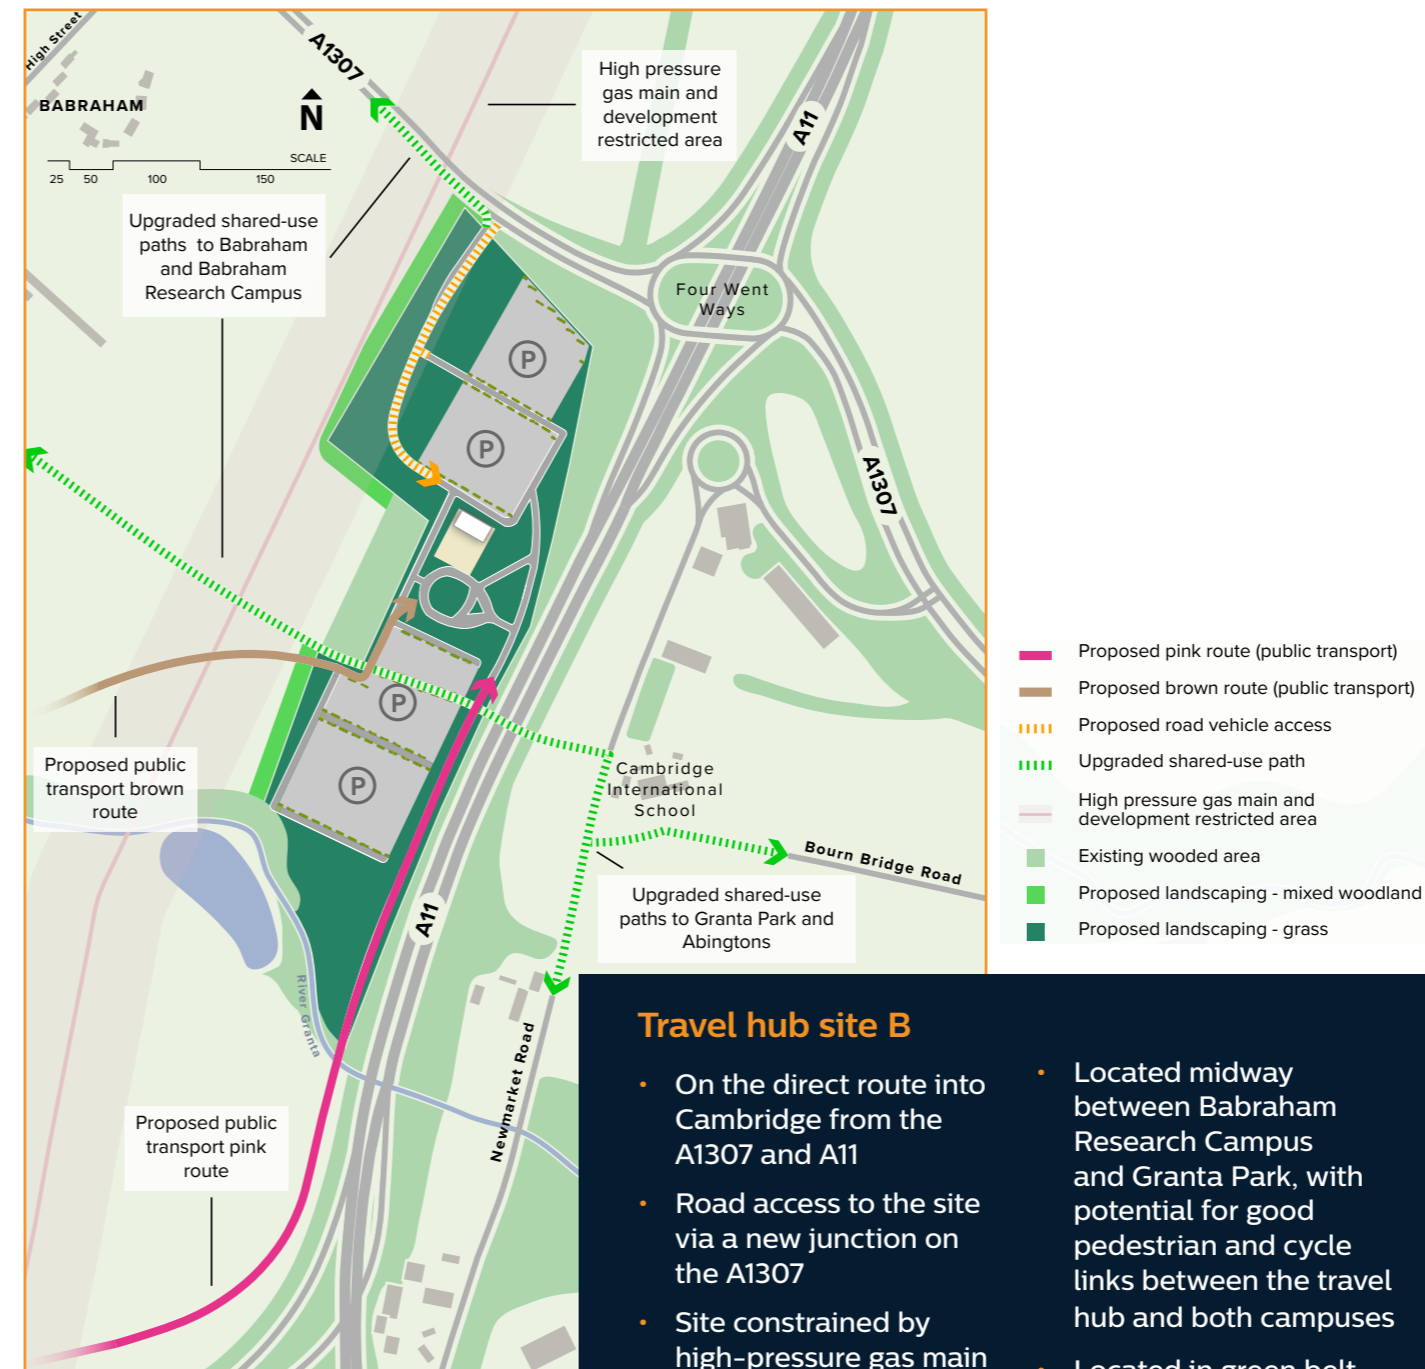 High Street
A1307
BABRAHAM
N
SCALE
25 50 100 150
High pressure
gas main and
development
restricted area
A11
Upgraded shared-use
paths to Babraham
and Babraham
Research Campus
Four Went
Ways
P
P
A1307
P
P
Proposed public
transport brown
route
Cambridge
International
School
Bourn Bridge Road
Upgraded shared-use
paths to Granta Park and
Abingtons
A11
River Granta
Newmarket Road
Proposed public
transport pink
route
Proposed pink route (public transport)
Proposed brown route (public transport)
Proposed road vehicle access
Upgraded shared-use path
High pressure gas main and
development restricted area
Existing wooded area
Proposed landscaping - mixed woodland
Proposed landscaping - grass
Travel hub site B
• On the direct route into
Cambridge from the
A1307 and A11
• Road access to the site
via a new junction on
the A1307
• Site constrained by
high-pressure gas main
• Located midway
between Babraham
Research Campus
and Granta Park, with
potential for good
pedestrian and cycle
links between the travel
hub and both campuses
• Located in green belt